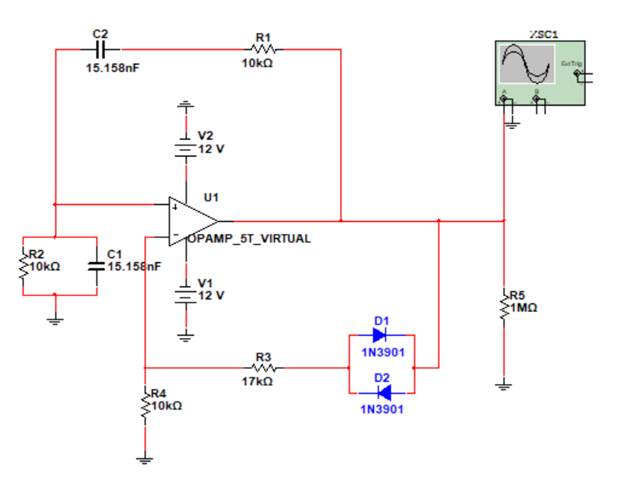 C2
15.158nF
R1
10kΩ
XSC1
Ext Trig
A
B
V2
12 V
U1
+
-
OPAMP_5T_VIRTUAL
R2
10kΩ
C1
15.158nF
V1
12 V
R5
1MΩ
D1
1N3901
R3
17kΩ
D2
1N3901
R4
10kΩ